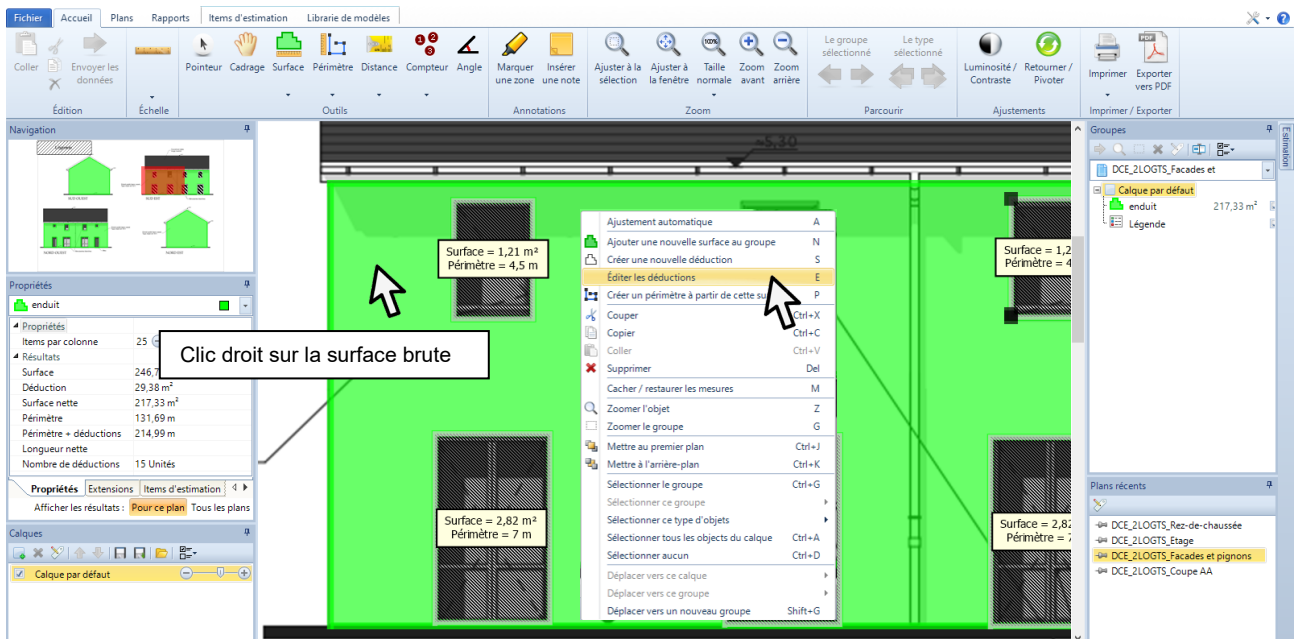 Fichier Accueil Plans Rapports Items d'estimation Librairie de modèles
Coller Envoyer les données
Pointeur Cadrage Surface Périmètre Distance Compteur Angle
Marquer une zone Insérer une note
Ajuster à la sélection Ajuster à la fenêtre Taille normale Zoom avant Zoom arrière
Le groupe sélectionné Le type sélectionné
Luminosité / Contraste Retourner / Pivoter
Imprimer Exporter vers PDF
Édition Échelle Outils Annotations Zoom Parcourir Ajustements Imprimer / Exporter
Navigation
Propriétés
enduit
Propriétés
Items par colonne 25
Résultats
Surface 246,7
Déduction 29,38 m²
Surface nette 217,33 m²
Périmètre 131,69 m
Périmètre + déductions 214,99 m
Longueur nette
Nombre de déductions 15 Unités
Propriétés Extensions Items d'estimation
Afficher les résultats : Pour ce plan Tous les plans
Calques
Calque par défaut
~5,30
Surface = 1,21 m²
Périmètre = 4,5 m
Clic droit sur la surface brute
Surface = 2,82 m²
Périmètre = 7 m
Ajustement automatique A
Ajouter une nouvelle surface au groupe N
Créer une nouvelle déduction S
Éditer les déductions E
Créer un périmètre à partir de cette su P
Couper Ctrl+X
Copier Ctrl+C
Coller Ctrl+V
Supprimer Del
Cacher / restaurer les mesures M
Zoomer l'objet Z
Zoomer le groupe G
Mettre au premier plan Ctrl+J
Mettre à l'arrière-plan Ctrl+K
Sélectionner le groupe Ctrl+G
Sélectionner ce groupe
Sélectionner ce type d'objets
Sélectionner tous les objects du calque Ctrl+A
Sélectionner aucun Ctrl+D
Déplacer vers ce calque
Déplacer vers ce groupe
Déplacer vers un nouveau groupe Shift+G
Surface = 1,2
Périmètre = 4
Surface = 2,82
Périmètre = 7
Groupes
DCE_2LOGTS_Facades et
Calque par défaut
enduit 217,33 m²
Légende
Estimation
Plans récents
DCE_2LOGTS_Rez-de-chaussée
DCE_2LOGTS_Etage
DCE_2LOGTS_Facades et pignons
DCE_2LOGTS_Coupe AA